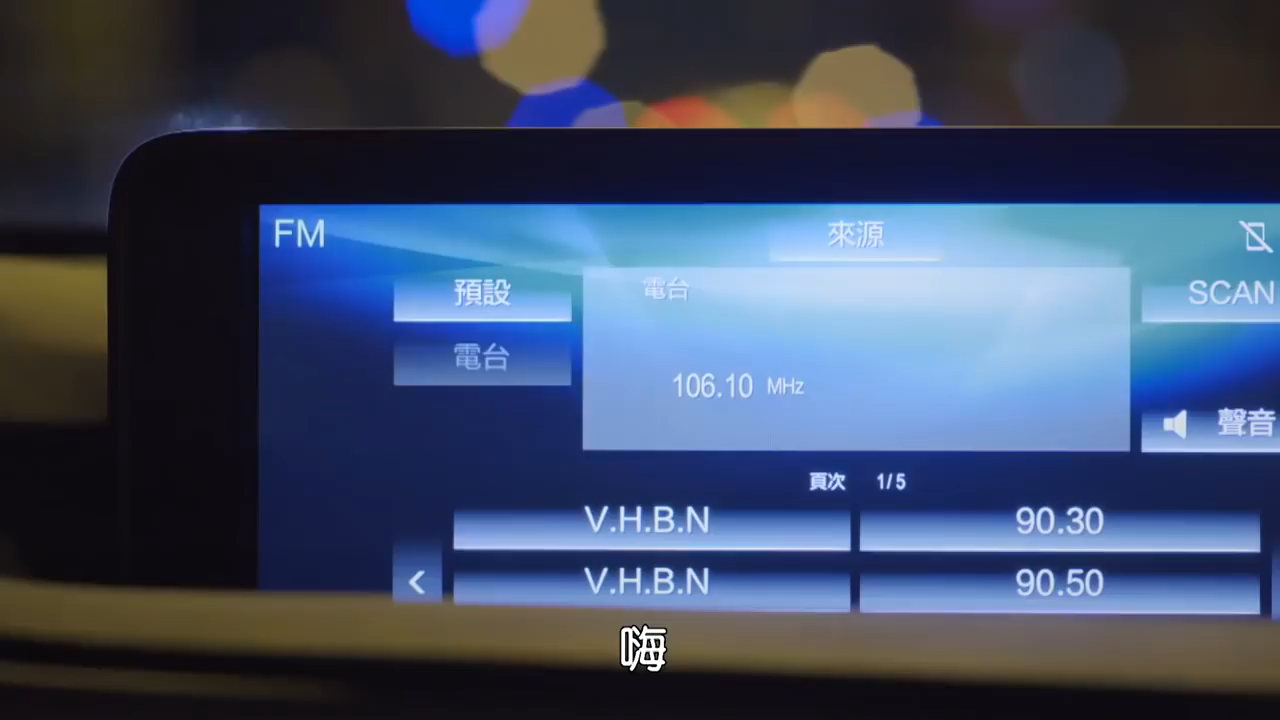 FM
來源
預設
電台
SCAN
電台
106.10 MHz
聲音
頁次 1/5
V.H.B.N 90.30
V.H.B.N 90.50
嗨